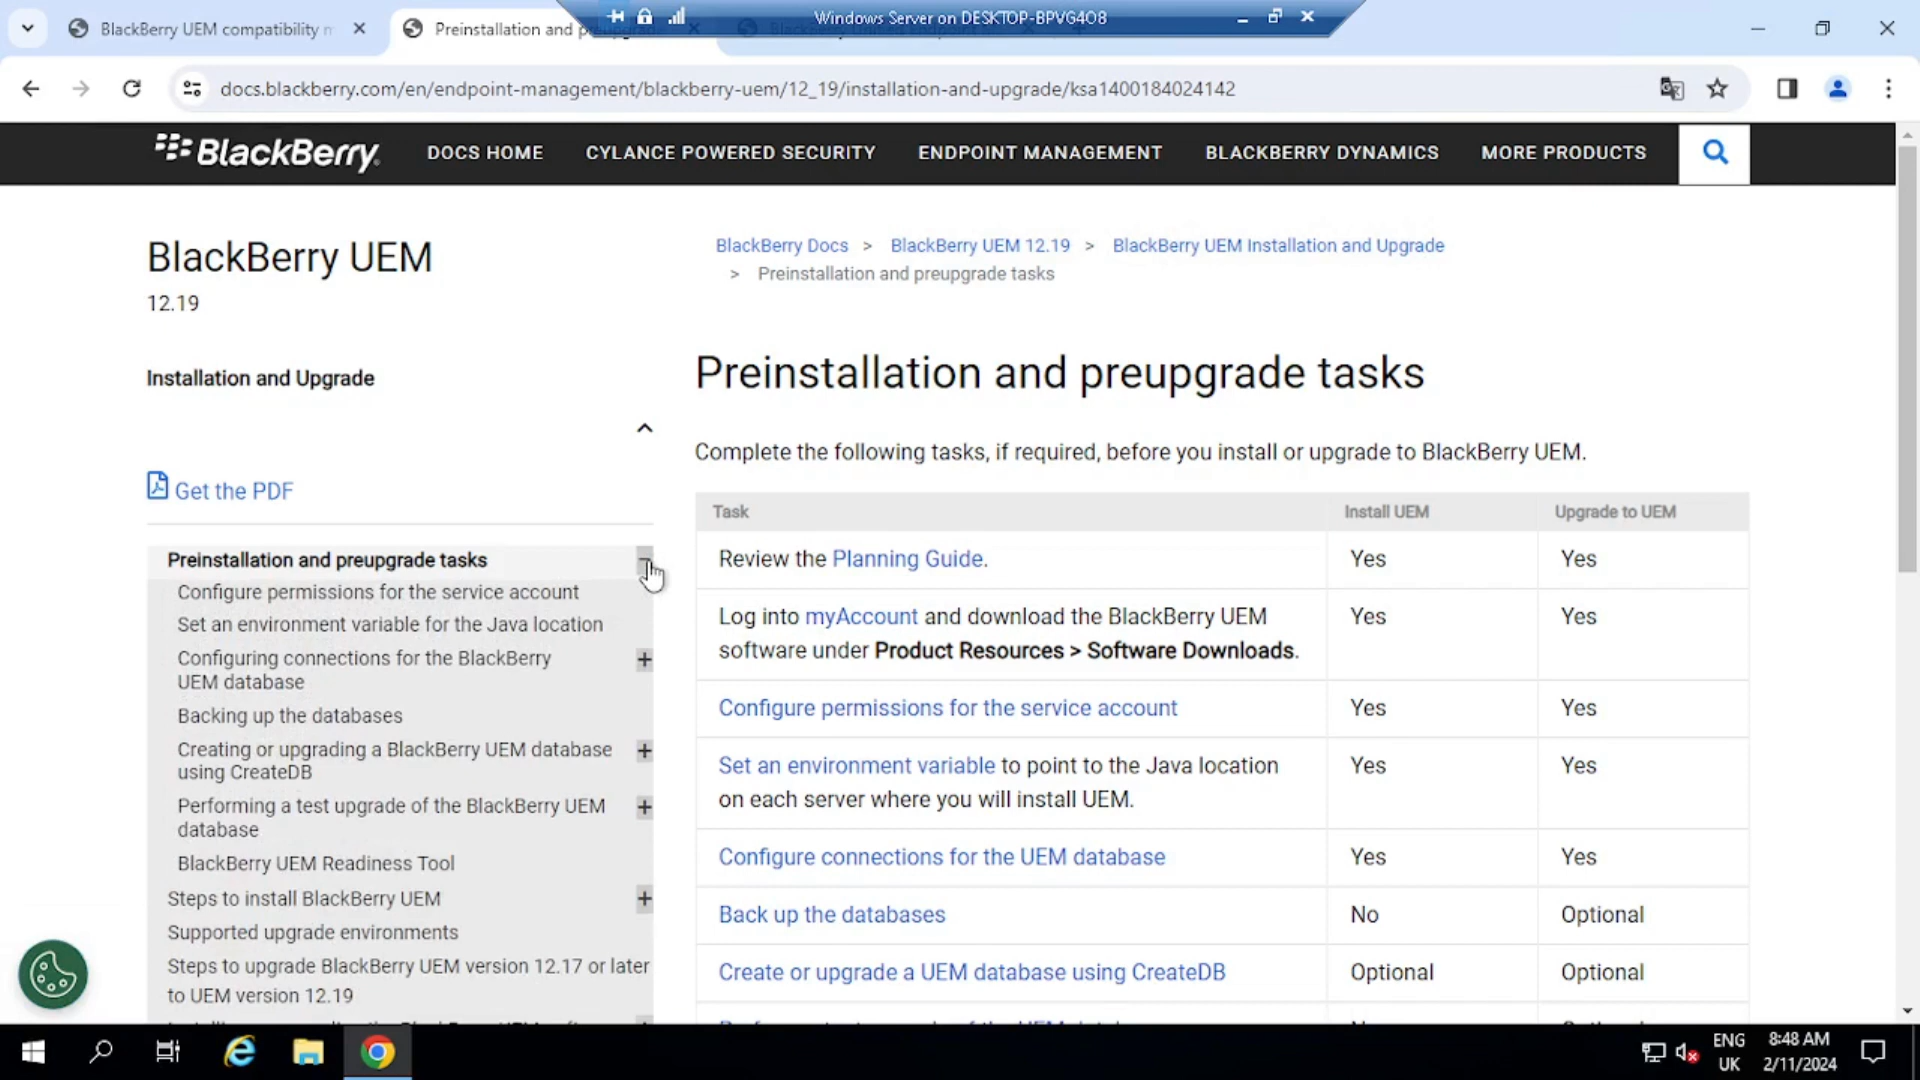 Windows Server on DESKTOP-BPVG4O8
BlackBerry UEM compatibility m
Preinstallation and
docs.blackberry.com/en/endpoint-management/blackberry-uem/12_19/installation-and-upgrade/ksa1400184024142
BlackBerry
DOCS HOME
CYLANCE POWERED SECURITY
ENDPOINT MANAGEMENT
BLACKBERRY DYNAMICS
MORE PRODUCTS
BlackBerry UEM
12.19
Installation and Upgrade
Get the PDF
Preinstallation and preupgrade tasks
Configure permissions for the service account
Set an environment variable for the Java location
Configuring connections for the BlackBerry
UEM database
Backing up the databases
Creating or upgrading a BlackBerry UEM database
using CreateDB
Performing a test upgrade of the BlackBerry UEM
database
BlackBerry UEM Readiness Tool
Steps to install BlackBerry UEM
Supported upgrade environments
Steps to upgrade BlackBerry UEM version 12.17 or later
to UEM version 12.19
BlackBerry Docs > BlackBerry UEM 12.19 > BlackBerry UEM Installation and Upgrade
> Preinstallation and preupgrade tasks
Preinstallation and preupgrade tasks
Complete the following tasks, if required, before you install or upgrade to BlackBerry UEM.
Task Install UEM Upgrade to UEM
Review the Planning Guide. Yes Yes
Log into myAccount and download the BlackBerry UEM Yes Yes
software under Product Resources > Software Downloads.
Configure permissions for the service account Yes Yes
Set an environment variable to point to the Java location Yes Yes
on each server where you will install UEM.
Configure connections for the UEM database Yes Yes
Back up the databases No Optional
Create or upgrade a UEM database using CreateDB Optional Optional
ENG
UK
8:48 AM
2/11/2024